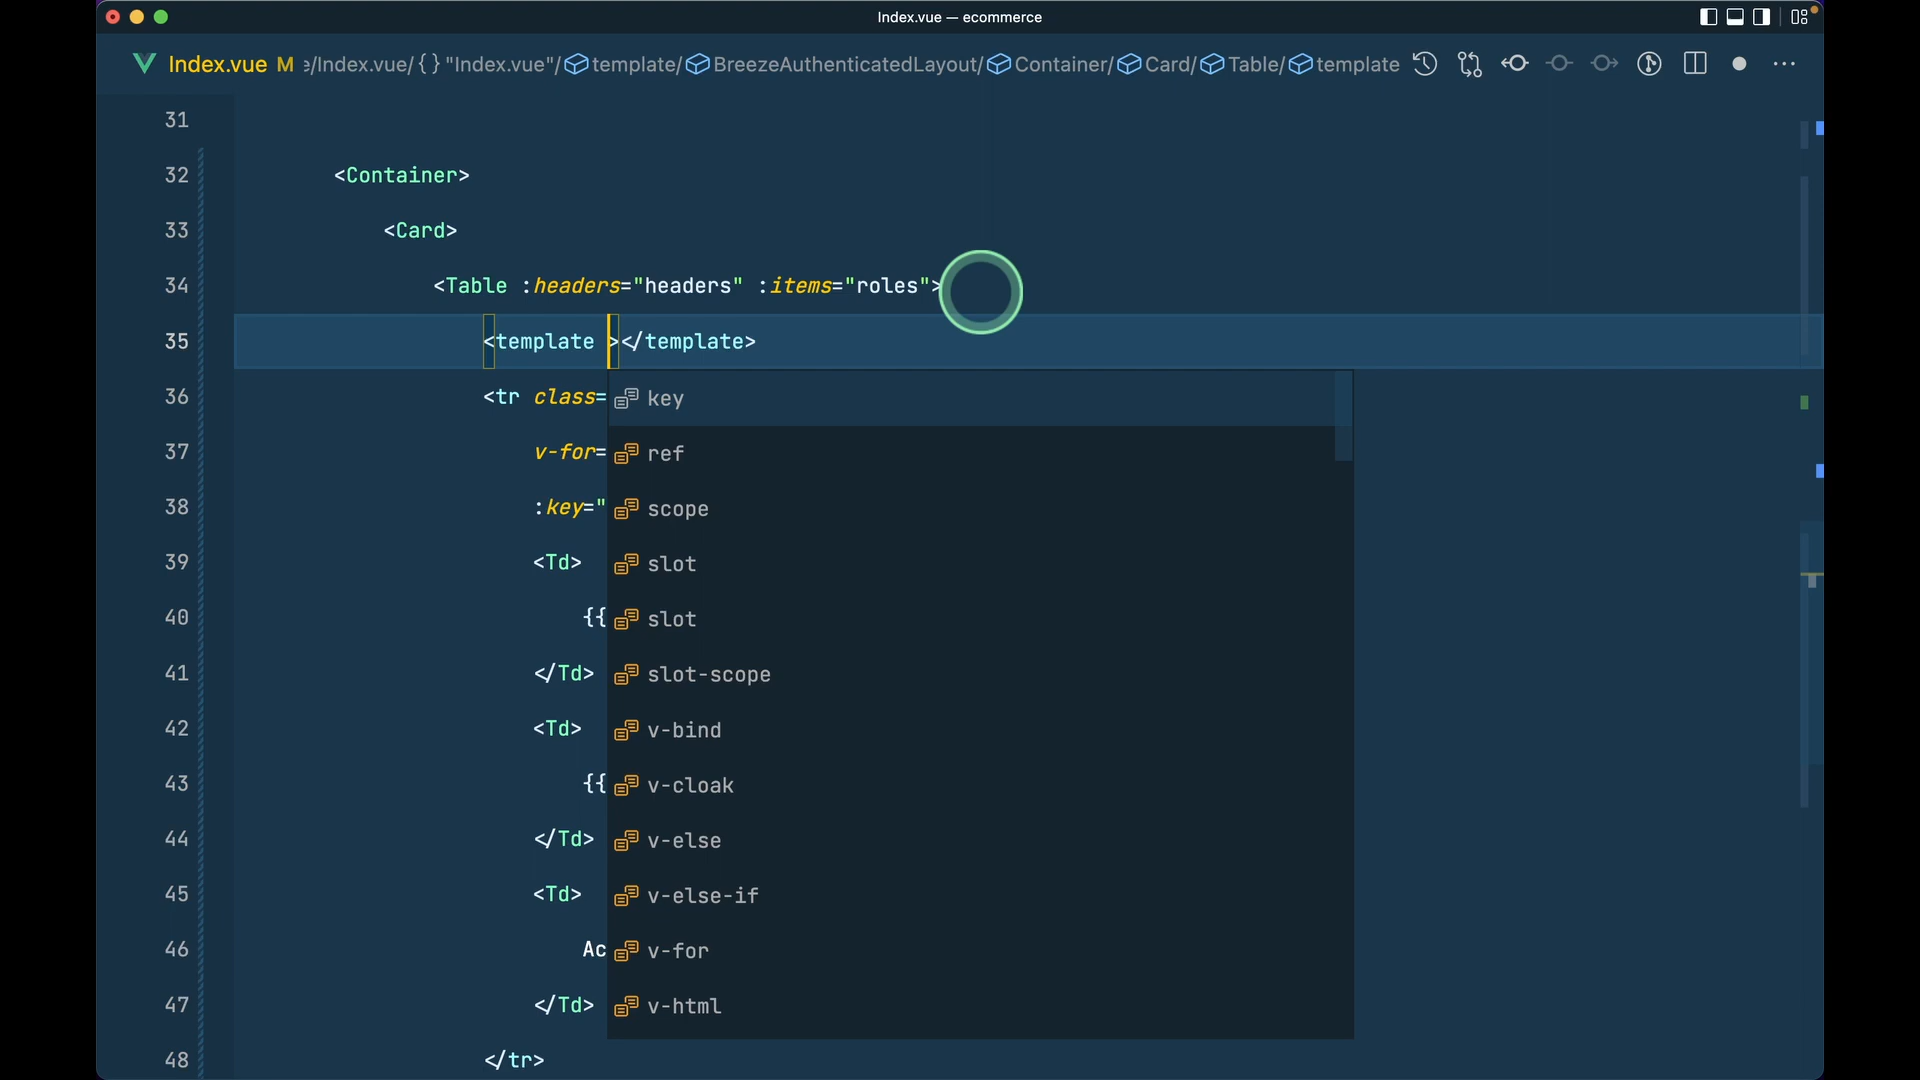 Index.vue — ecommerce
Index.vue M e/Index.vue/ {} "Index.vue"/ template/ BreezeAuthenticatedLayout/ Container/ Card/ Table/ template
31
32 <Container>
33 <Card>
34 <Table :headers="headers" :items="roles">
35 <template ></template>
36 <tr class=
key
37 v-for=
ref
38 :key="
scope
39 <Td>
slot
40 {{
slot
41 </Td>
slot-scope
42 <Td>
v-bind
43 {{
v-cloak
44 </Td>
v-else
45 <Td>
v-else-if
46 Ac
v-for
47 </Td>
v-html
48 </tr>